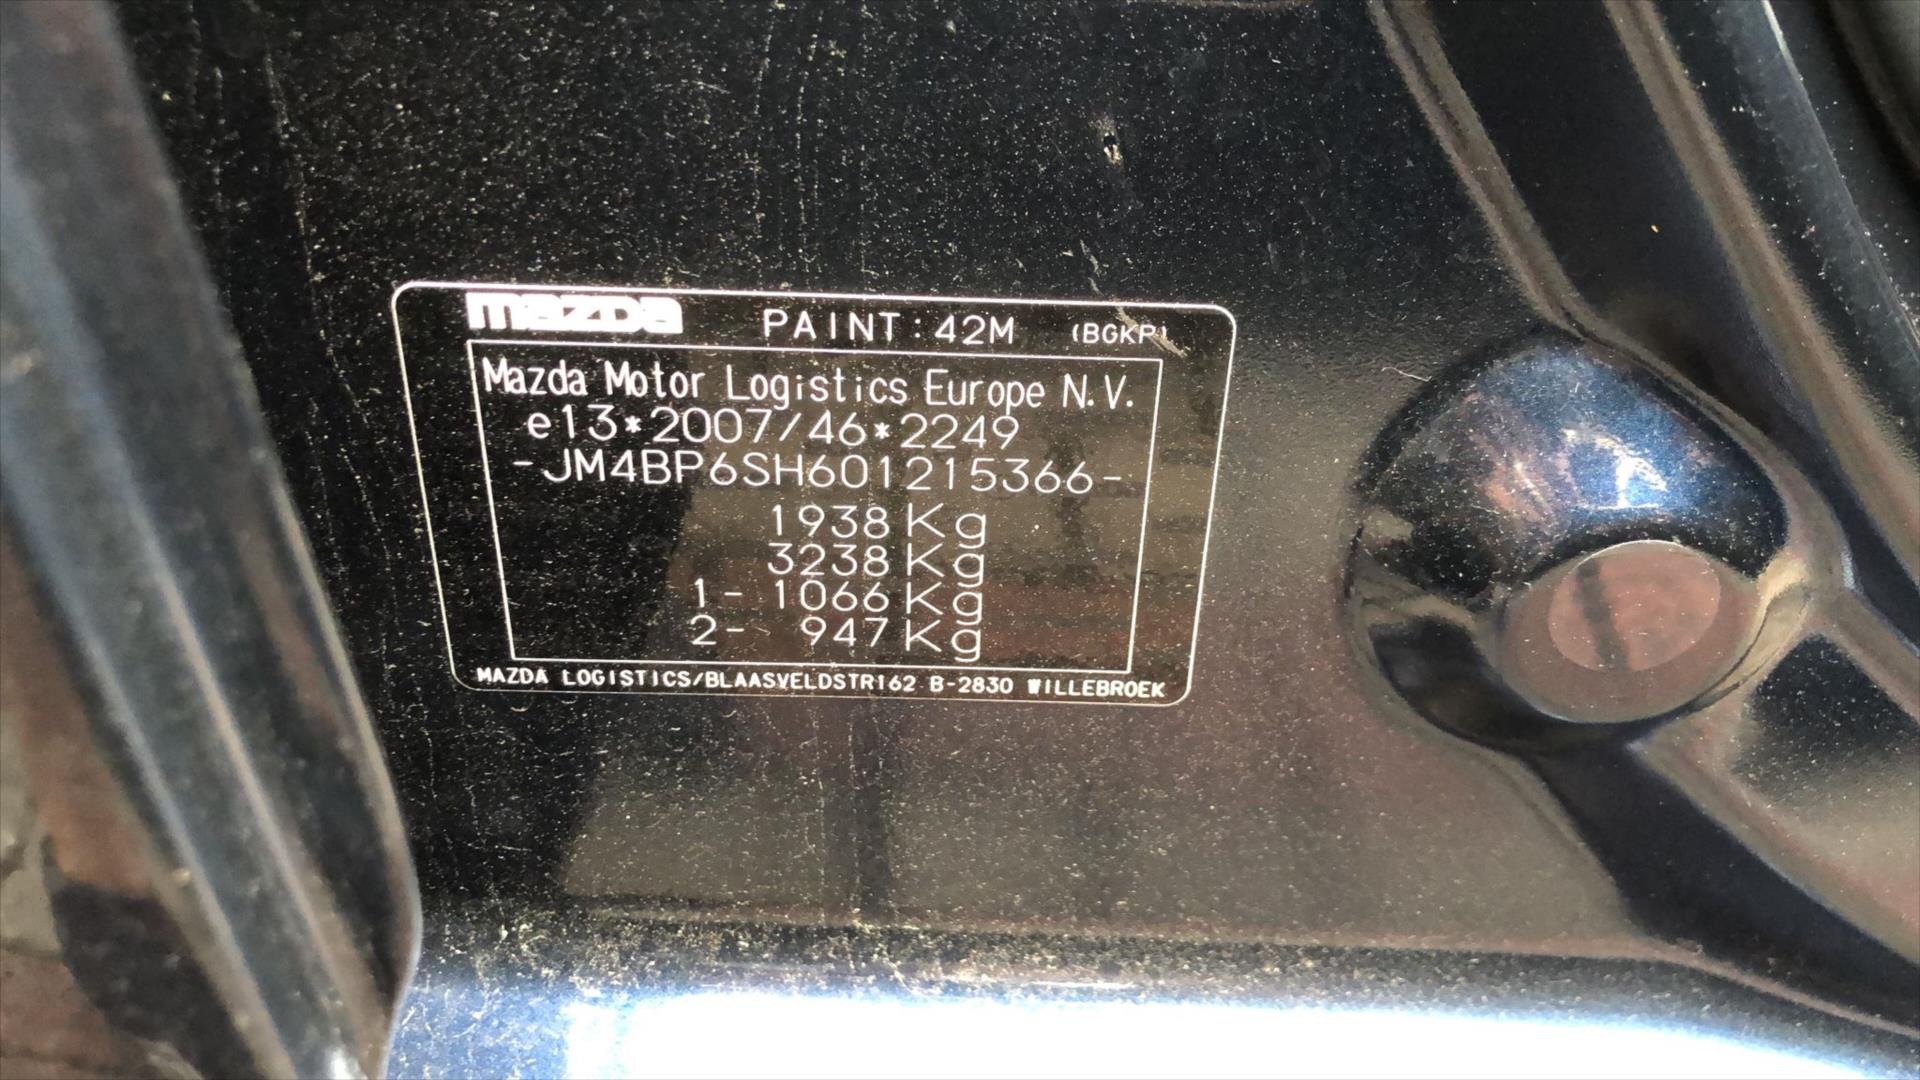 mazda PAINT:42M (BGKP)
Mazda Motor Logistics Europe N.V.
e13*2007/46*2249
-JM4BP6SH601215366-
1938 Kg
3238 Kg
1- 1066 Kg
2- 947 Kg
MAZDA LOGISTICS/BLAASVELDSTR162 B-2830 WILLEBROEK